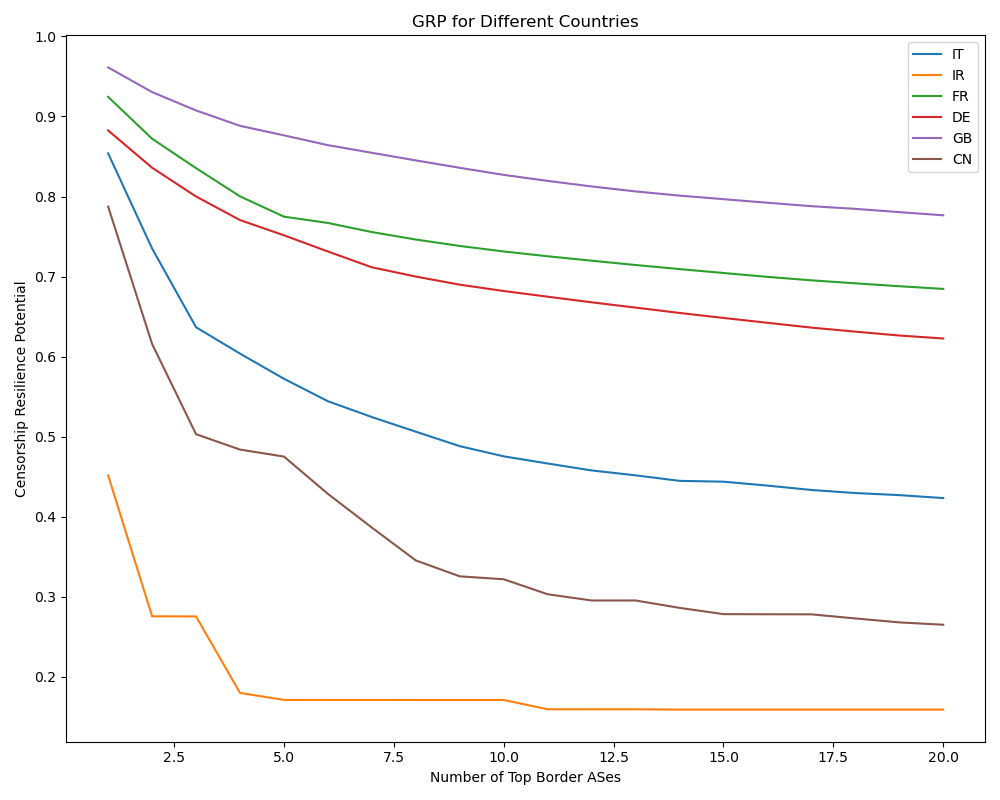 GRP for Different Countries
Censorship Resilience Potential
1.0
0.9
0.8
0.7
0.6
0.5
0.4
0.3
0.2
IT
IR
FR
DE
GB
CN
2.5 5.0 7.5 10.0 12.5 15.0 17.5 20.0
Number of Top Border ASes